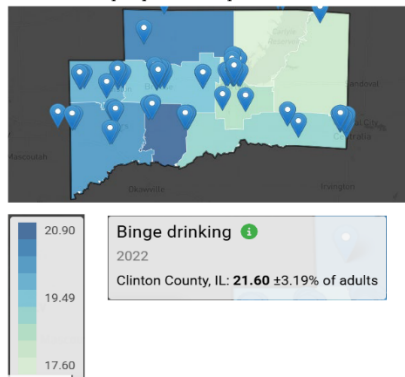 Okawville
Irvington
20.90
19.49
17.60
Binge drinking
2022
Clinton County, IL: 21.60 ±3.19% of adults